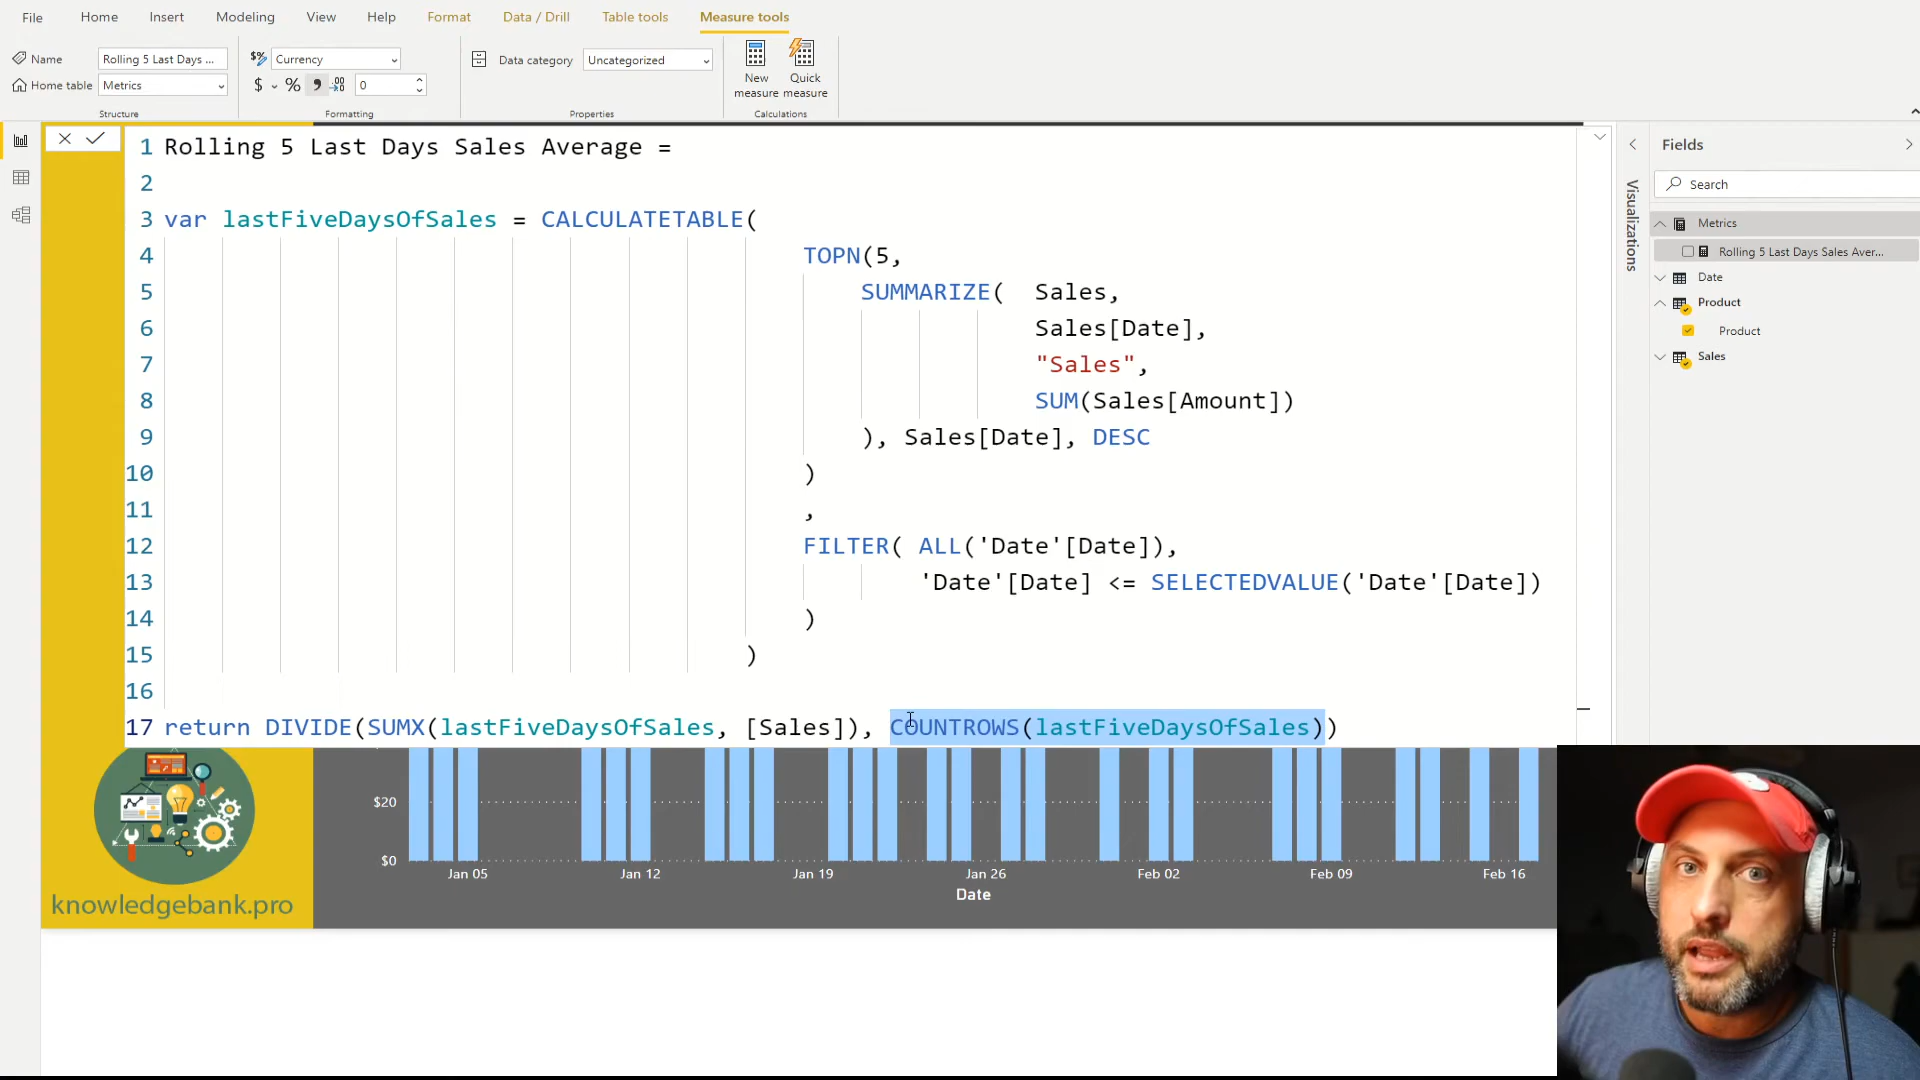 File Home Insert Modeling View Help Format Data / Drill Table tools Measure tools
Name Rolling 5 Last Days ... Currency Data category Uncategorized New measure Quick measure
Home table Metrics $ % 0
Structure Formatting Properties Calculations
1 Rolling 5 Last Days Sales Average =
2
3 var lastFiveDaysOfSales = CALCULATETABLE(
4 TOPN(5,
5 SUMMARIZE( Sales,
6 Sales[Date],
7 "Sales",
8 SUM(Sales[Amount])
9 ), Sales[Date], DESC
10 )
11 ,
12 FILTER( ALL('Date'[Date]),
13 'Date'[Date] <= SELECTEDVALUE('Date'[Date])
14 )
15 )
16
17 return DIVIDE(SUMX(lastFiveDaysOfSales, [Sales]), COUNTROWS(lastFiveDaysOfSales))
Visualizations
Fields
Search
Metrics
Rolling 5 Last Days Sales Aver...
Date
Product
Product
Sales
$20
$0
Jan 05 Jan 12 Jan 19 Jan 26 Feb 02 Feb 09 Feb 16
Date
knowledgebank.pro